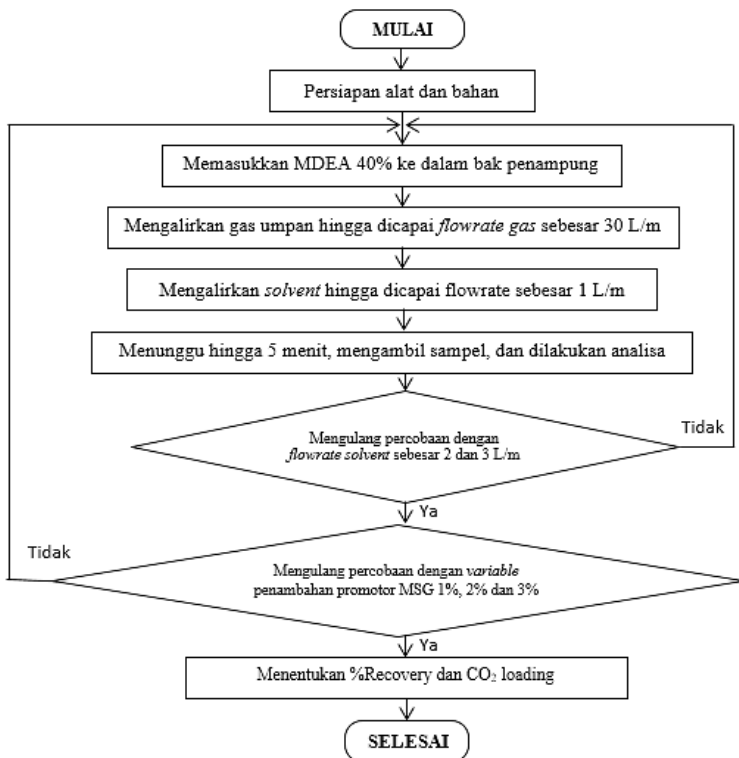 MULAI
Persiapan alat dan bahan
Memasukkan MDEA 40% ke dalam bak penampung
Mengalirkan gas umpan hingga dicapai flowrate gas sebesar 30 L/m
Mengalirkan solvent hingga dicapai flowrate sebesar 1 L/m
Menunggu hingga 5 menit, mengambil sampel, dan dilakukan analisa
Mengulang percobaan dengan
flowrate solvent sebesar 2 dan 3 L/m
Tidak
Ya
Mengulang percobaan dengan variable
penambahan promotor MSG 1%, 2% dan 3%
Tidak
Ya
Menentukan %Recovery dan CO₂ loading
SELESAI